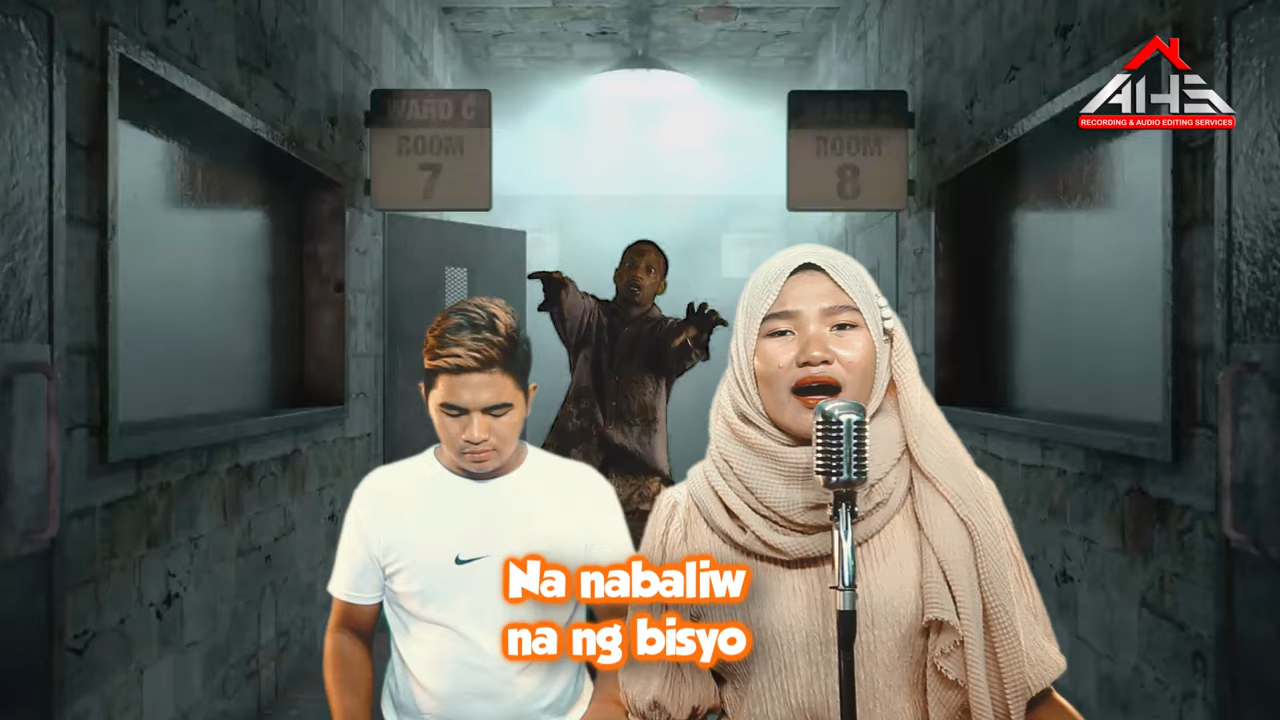 WARD C
ROOM
7
ROOM
8
AHS
RECORDING & AUDIO EDITING SERVICES
Na nabaliw
na ng bisyo